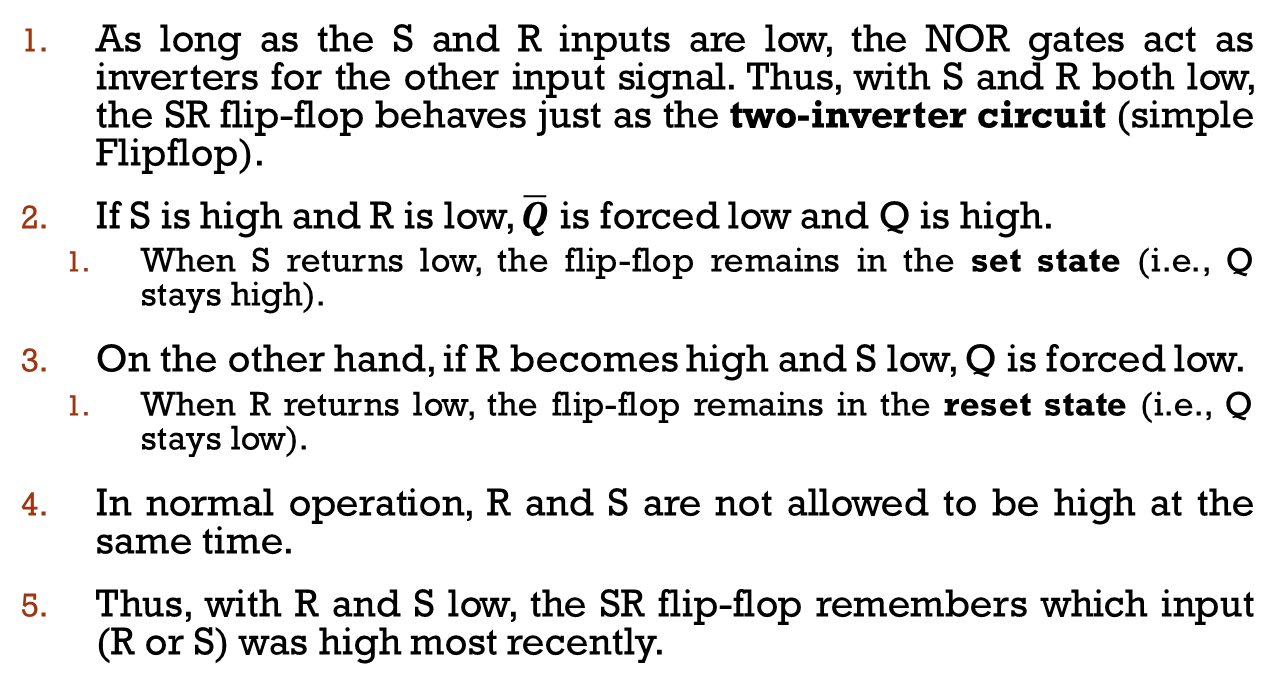 1. As long as the S and R inputs are low, the NOR gates act as
inverters for the other input signal. Thus, with S and R both low,
the SR flip-flop behaves just as the two-inverter circuit (simple
Flipflop).
2. If S is high and R is low, Q̅ is forced low and Q is high.
1. When S returns low, the flip-flop remains in the set state (i.e., Q
stays high).
3. On the other hand, if R becomes high and S low, Q is forced low.
1. When R returns low, the flip-flop remains in the reset state (i.e., Q
stays low).
4. In normal operation, R and S are not allowed to be high at the
same time.
5. Thus, with R and S low, the SR flip-flop remembers which input
(R or S) was high most recently.